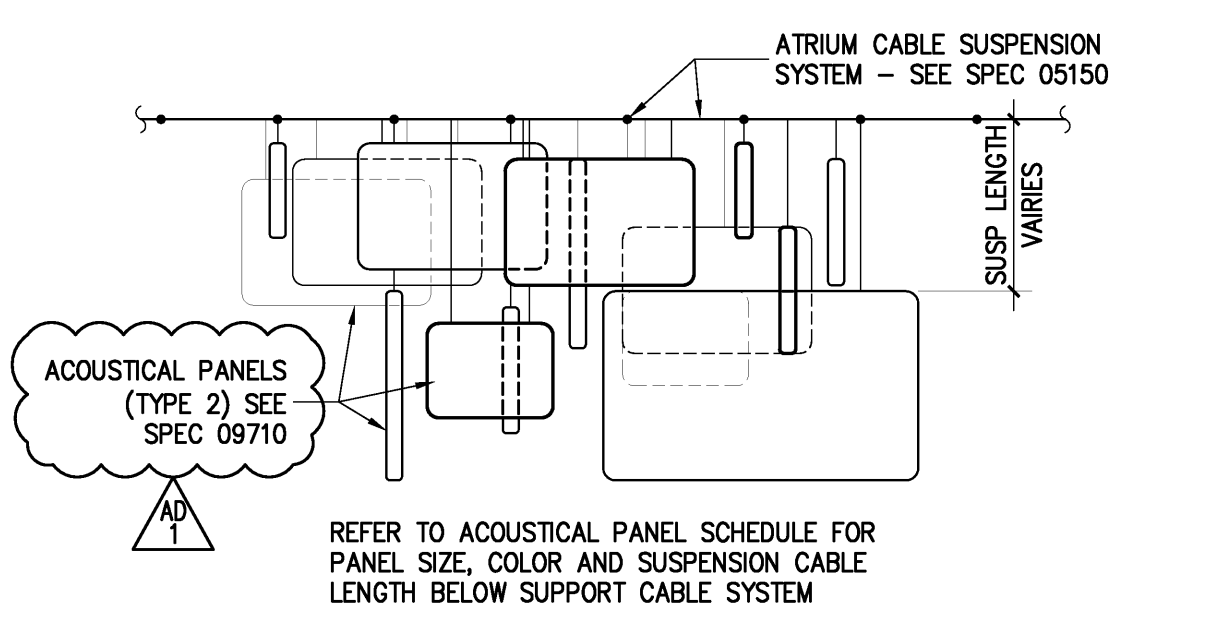 ATRIUM CABLE SUSPENSION
SYSTEM – SEE SPEC 05150
SUSP LENGTH
VAIRIES
ACOUSTICAL PANELS
(TYPE 2) SEE
SPEC 09710
AD
1
REFER TO ACOUSTICAL PANEL SCHEDULE FOR
PANEL SIZE, COLOR AND SUSPENSION CABLE
LENGTH BELOW SUPPORT CABLE SYSTEM